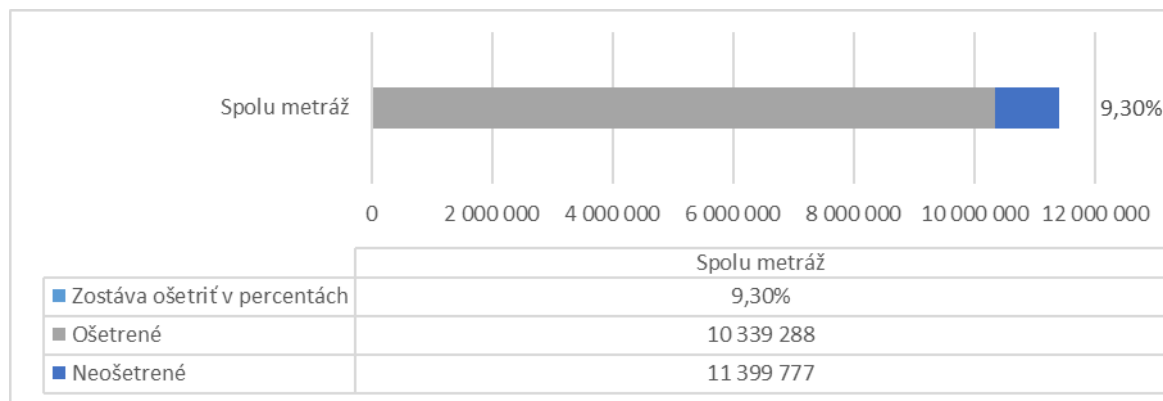 Spolu metráž
9,30%
0 2 000 000 4 000 000 6 000 000 8 000 000 10 000 000 12 000 000
Spolu metráž
Zostáva ošetriť v percentách 9,30%
Ošetrené 10 339 288
Neošetrené 11 399 777